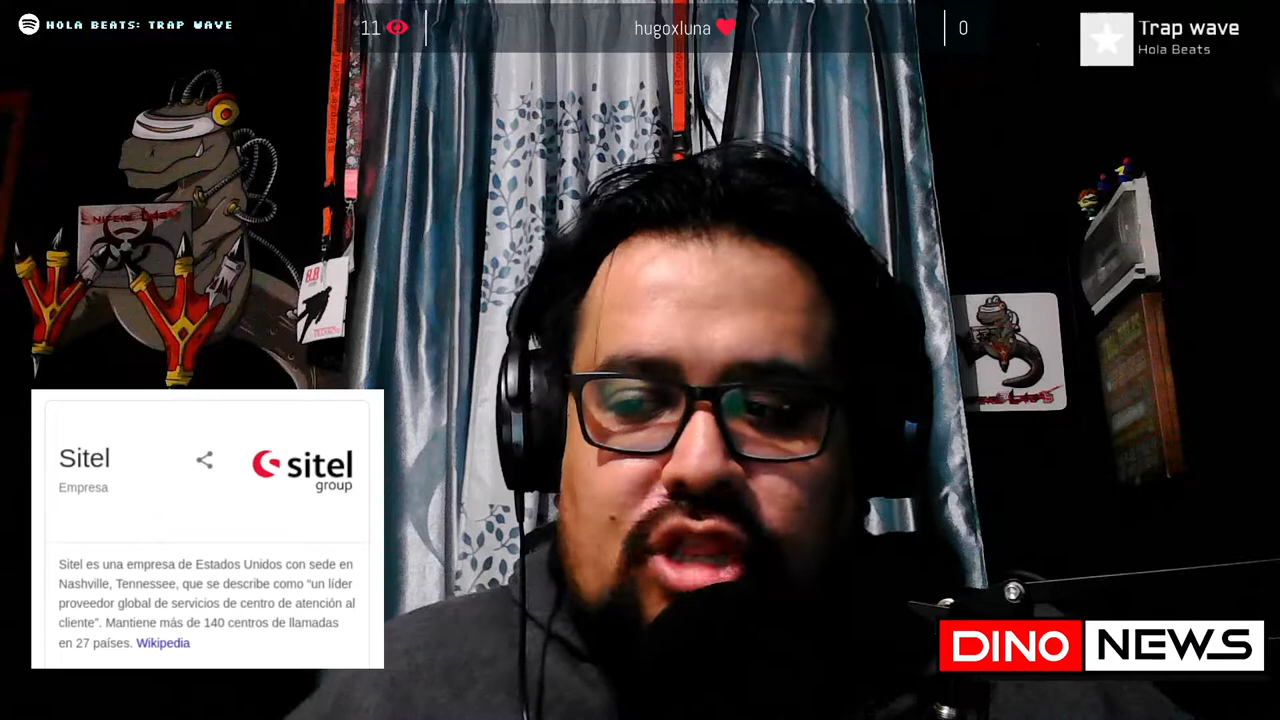 HOLA BEATS: TRAP WAVE
11
hugoxluna
0
Trap wave
Hola Beats
B.B
Sitel
Empresa
sitel
group
Sitel es una empresa de Estados Unidos con sede en
Nashville, Tennessee, que se describe como "un líder
proveedor global de servicios de centro de atención al
cliente". Mantiene más de 140 centros de llamadas
en 27 países. Wikipedia
DINO NEWS